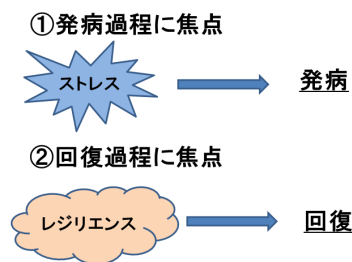 ①発病過程に焦点
ストレス
発病
②回復過程に焦点
レジリエンス
回復